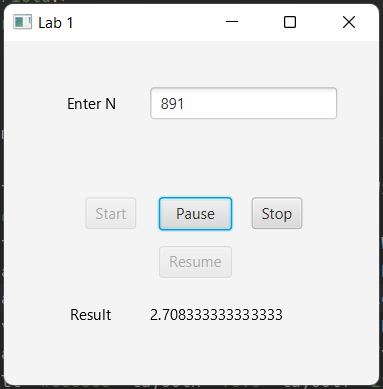 Lab 1
Enter N 891
Start Pause Stop
Resume
Result 2.708333333333333